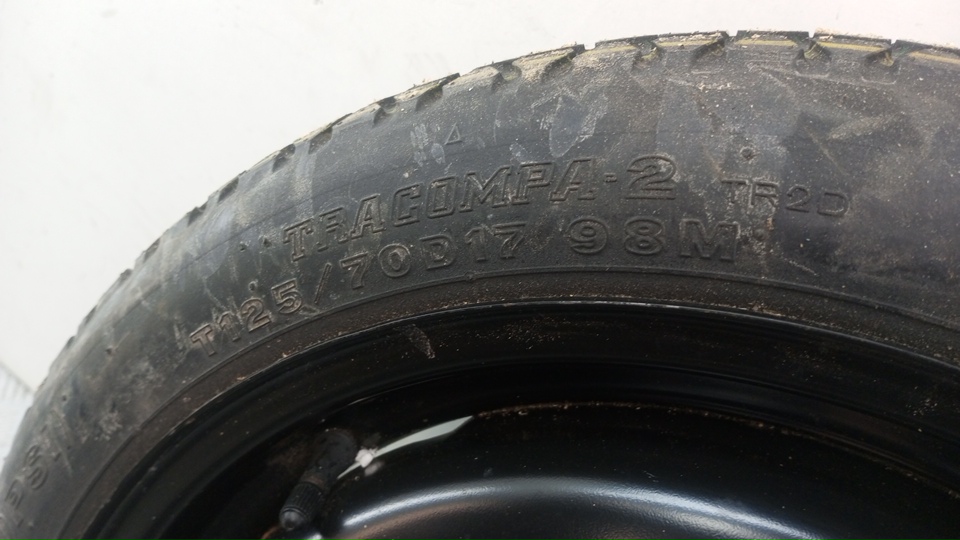 TRACOMPA-2 TR2D
T125/70D17 98M